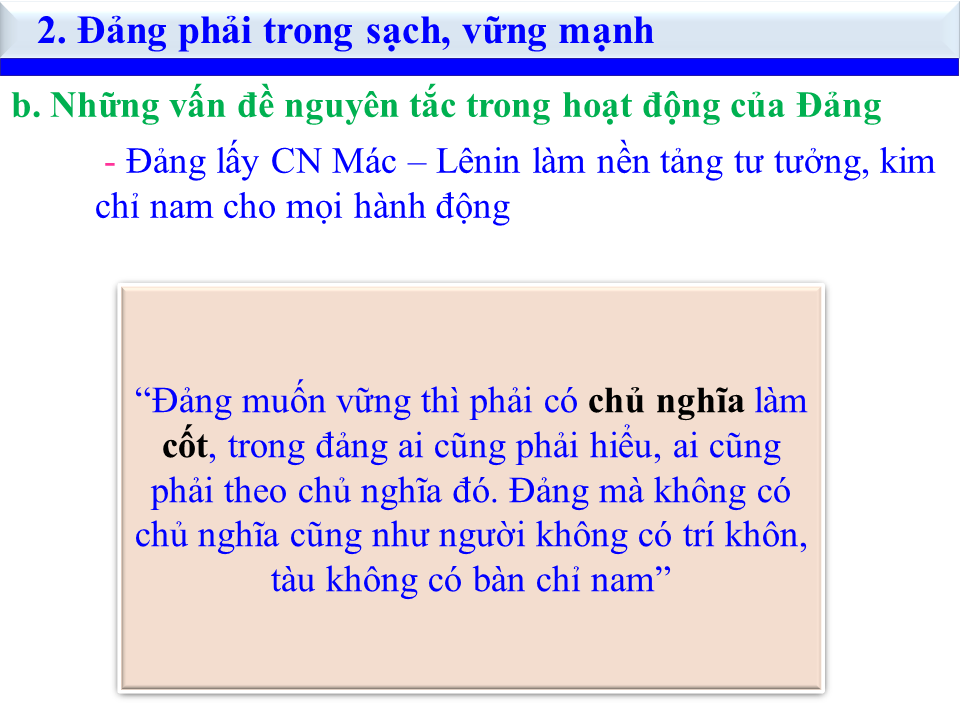 2. Đảng phải trong sạch, vững mạnh
b. Những vấn đề nguyên tắc trong hoạt động của Đảng
- Đảng lấy CN Mác – Lênin làm nền tảng tư tưởng, kim
chỉ nam cho mọi hành động
“Đảng muốn vững thì phải có chủ nghĩa làm
cốt, trong đảng ai cũng phải hiểu, ai cũng
phải theo chủ nghĩa đó. Đảng mà không có
chủ nghĩa cũng như người không có trí khôn,
tàu không có bàn chỉ nam”